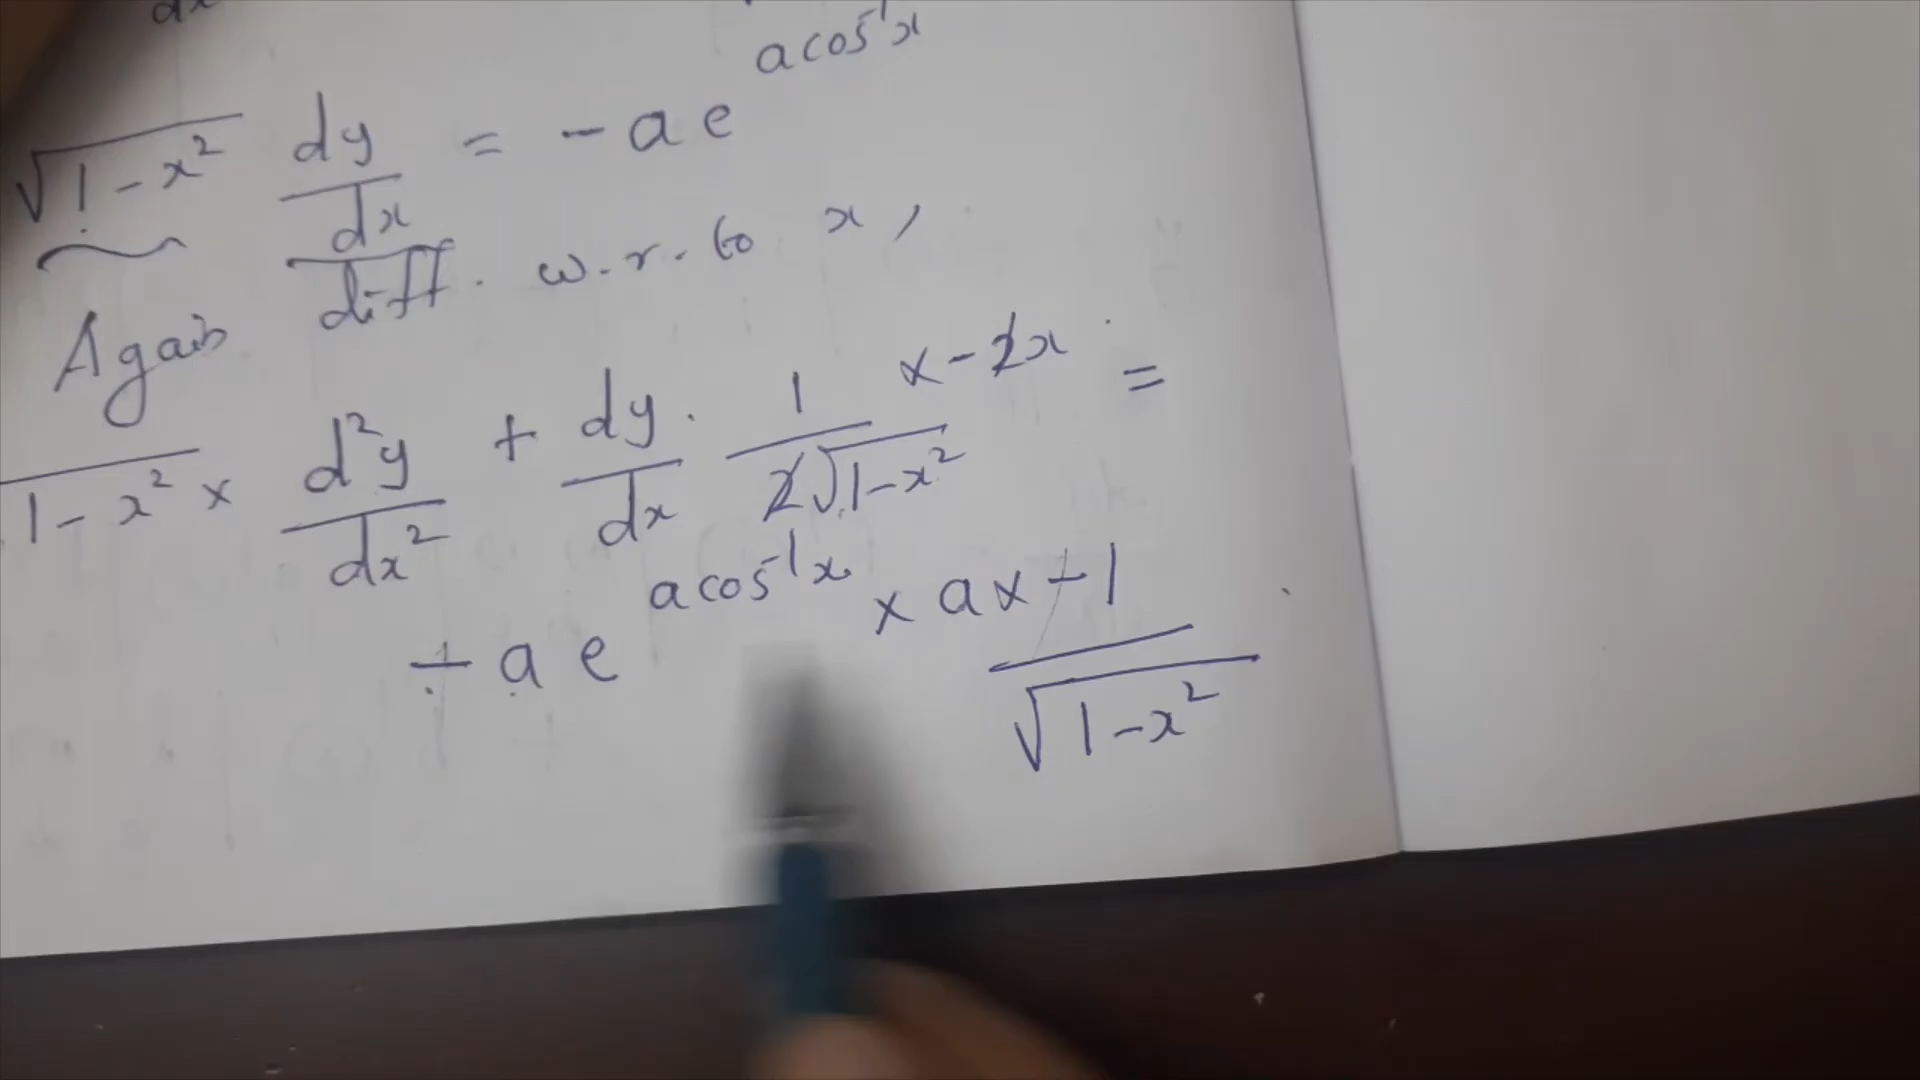 dx
√1-x² dy/dx = -a e^(a cos⁻¹x)
Again diff. w.r.to x,
√1-x² × d²y/dx² + dy/dx · 1/2√1-x² × -2x =
-a e^(a cos⁻¹x) × a × -1/√1-x²